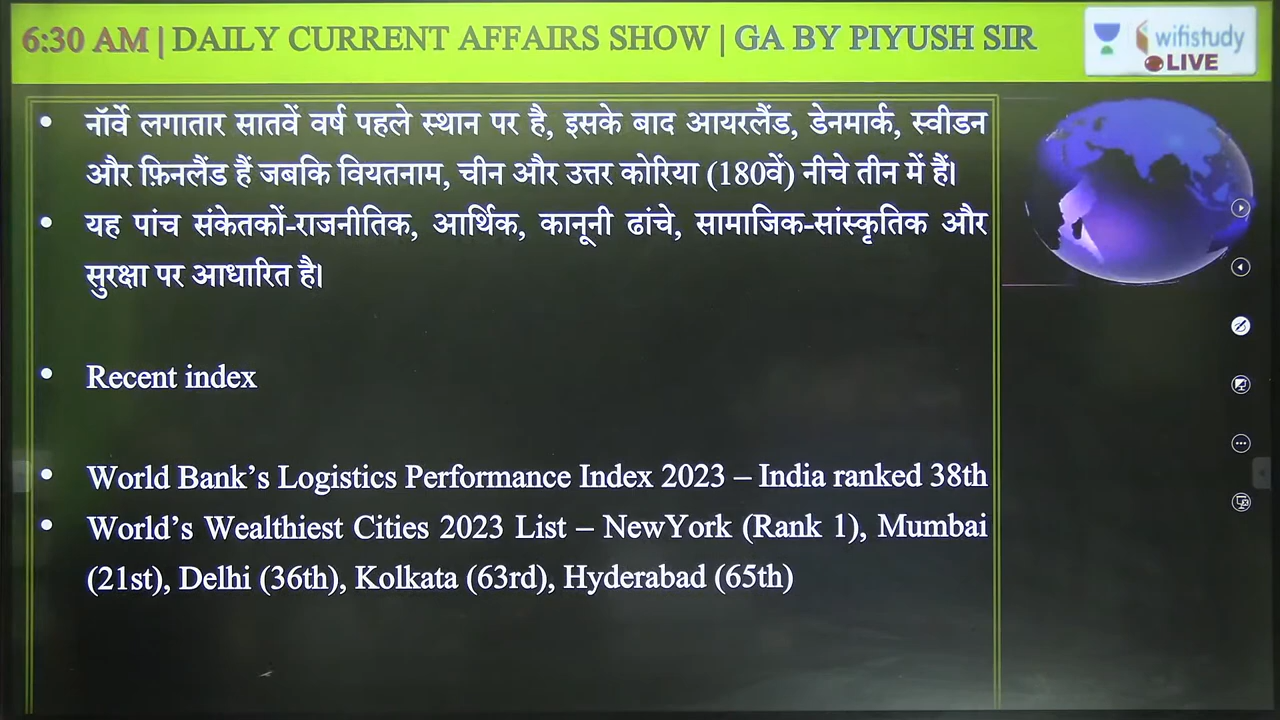 6:30 AM | DAILY CURRENT AFFAIRS SHOW | GA BY PIYUSH SIR
wifistudy
LIVE
• नॉर्वे लगातार सातवें वर्ष पहले स्थान पर है, इसके बाद आयरलैंड, डेनमार्क, स्वीडन
और फ़िनलैंड हैं जबकि वियतनाम, चीन और उत्तर कोरिया (180वें) नीचे तीन में हैं।
• यह पांच संकेतकों-राजनीतिक, आर्थिक, कानूनी ढांचे, सामाजिक-सांस्कृतिक और
सुरक्षा पर आधारित है।
• Recent index
• World Bank’s Logistics Performance Index 2023 – India ranked 38th
• World’s Wealthiest Cities 2023 List – NewYork (Rank 1), Mumbai
(21st), Delhi (36th), Kolkata (63rd), Hyderabad (65th)